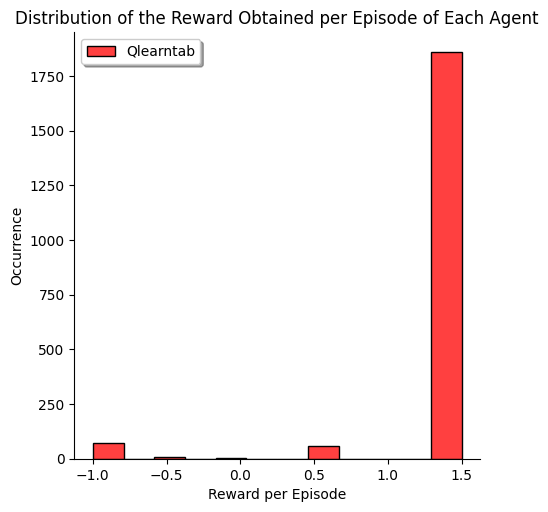 Distribution of the Reward Obtained per Episode of Each Agent
Qlearntab
1750
1500
1250
1000
750
500
250
0
Occurrence
−1.0 −0.5 0.0 0.5 1.0 1.5
Reward per Episode